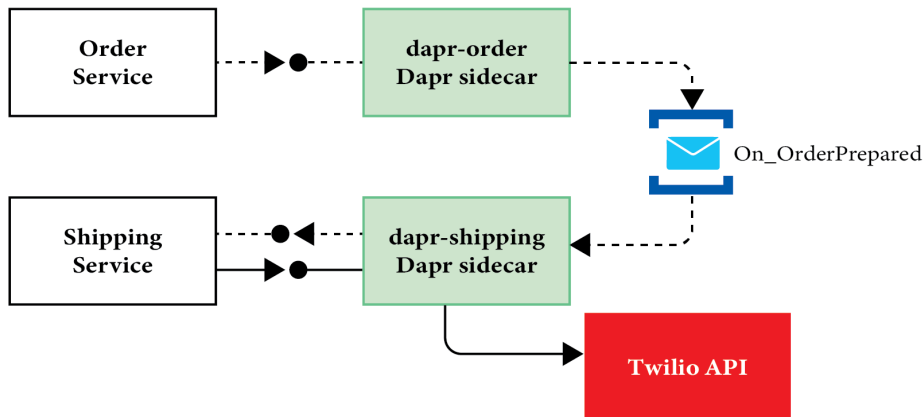 Order
Service
dapr-order
Dapr sidecar
On_OrderPrepared
Shipping
Service
dapr-shipping
Dapr sidecar
Twilio API